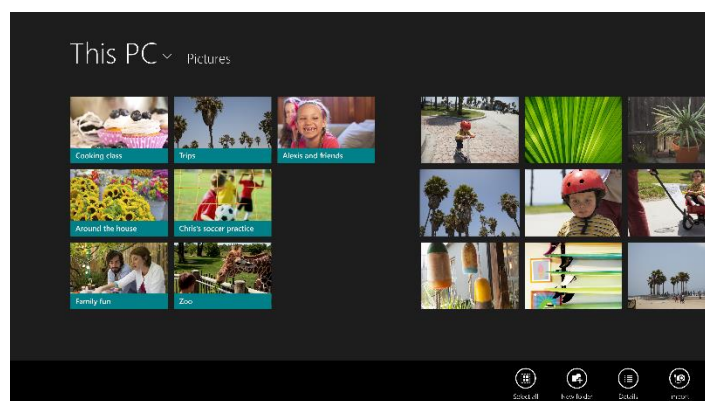 This PC Pictures
Cooking class
Trips
Alexis and friends
Around the house
Chris's soccer practice
Family fun
Zoo
Select all
New folder
Details
Import